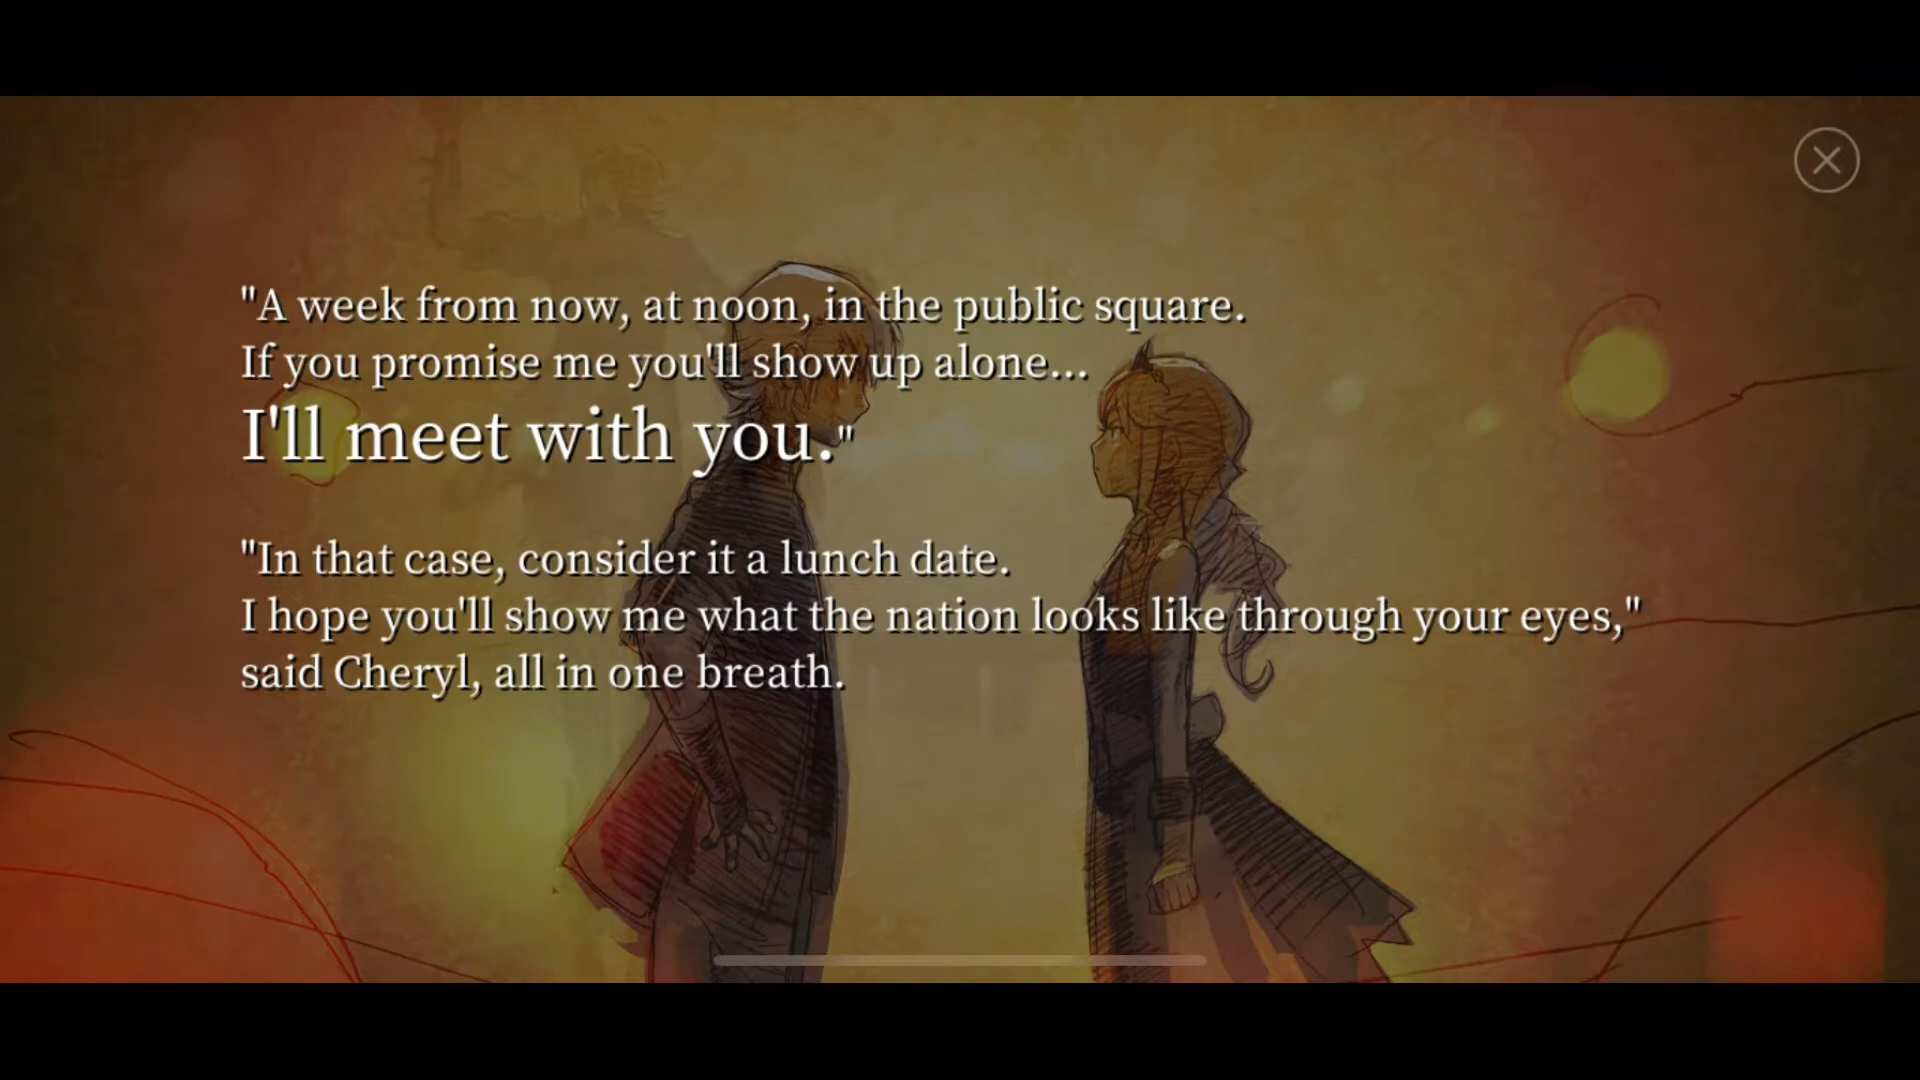 "A week from now, at noon, in the public square.
If you promise me you'll show up alone...
I'll meet with you."
"In that case, consider it a lunch date.
I hope you'll show me what the nation looks like through your eyes,"
said Cheryl, all in one breath.